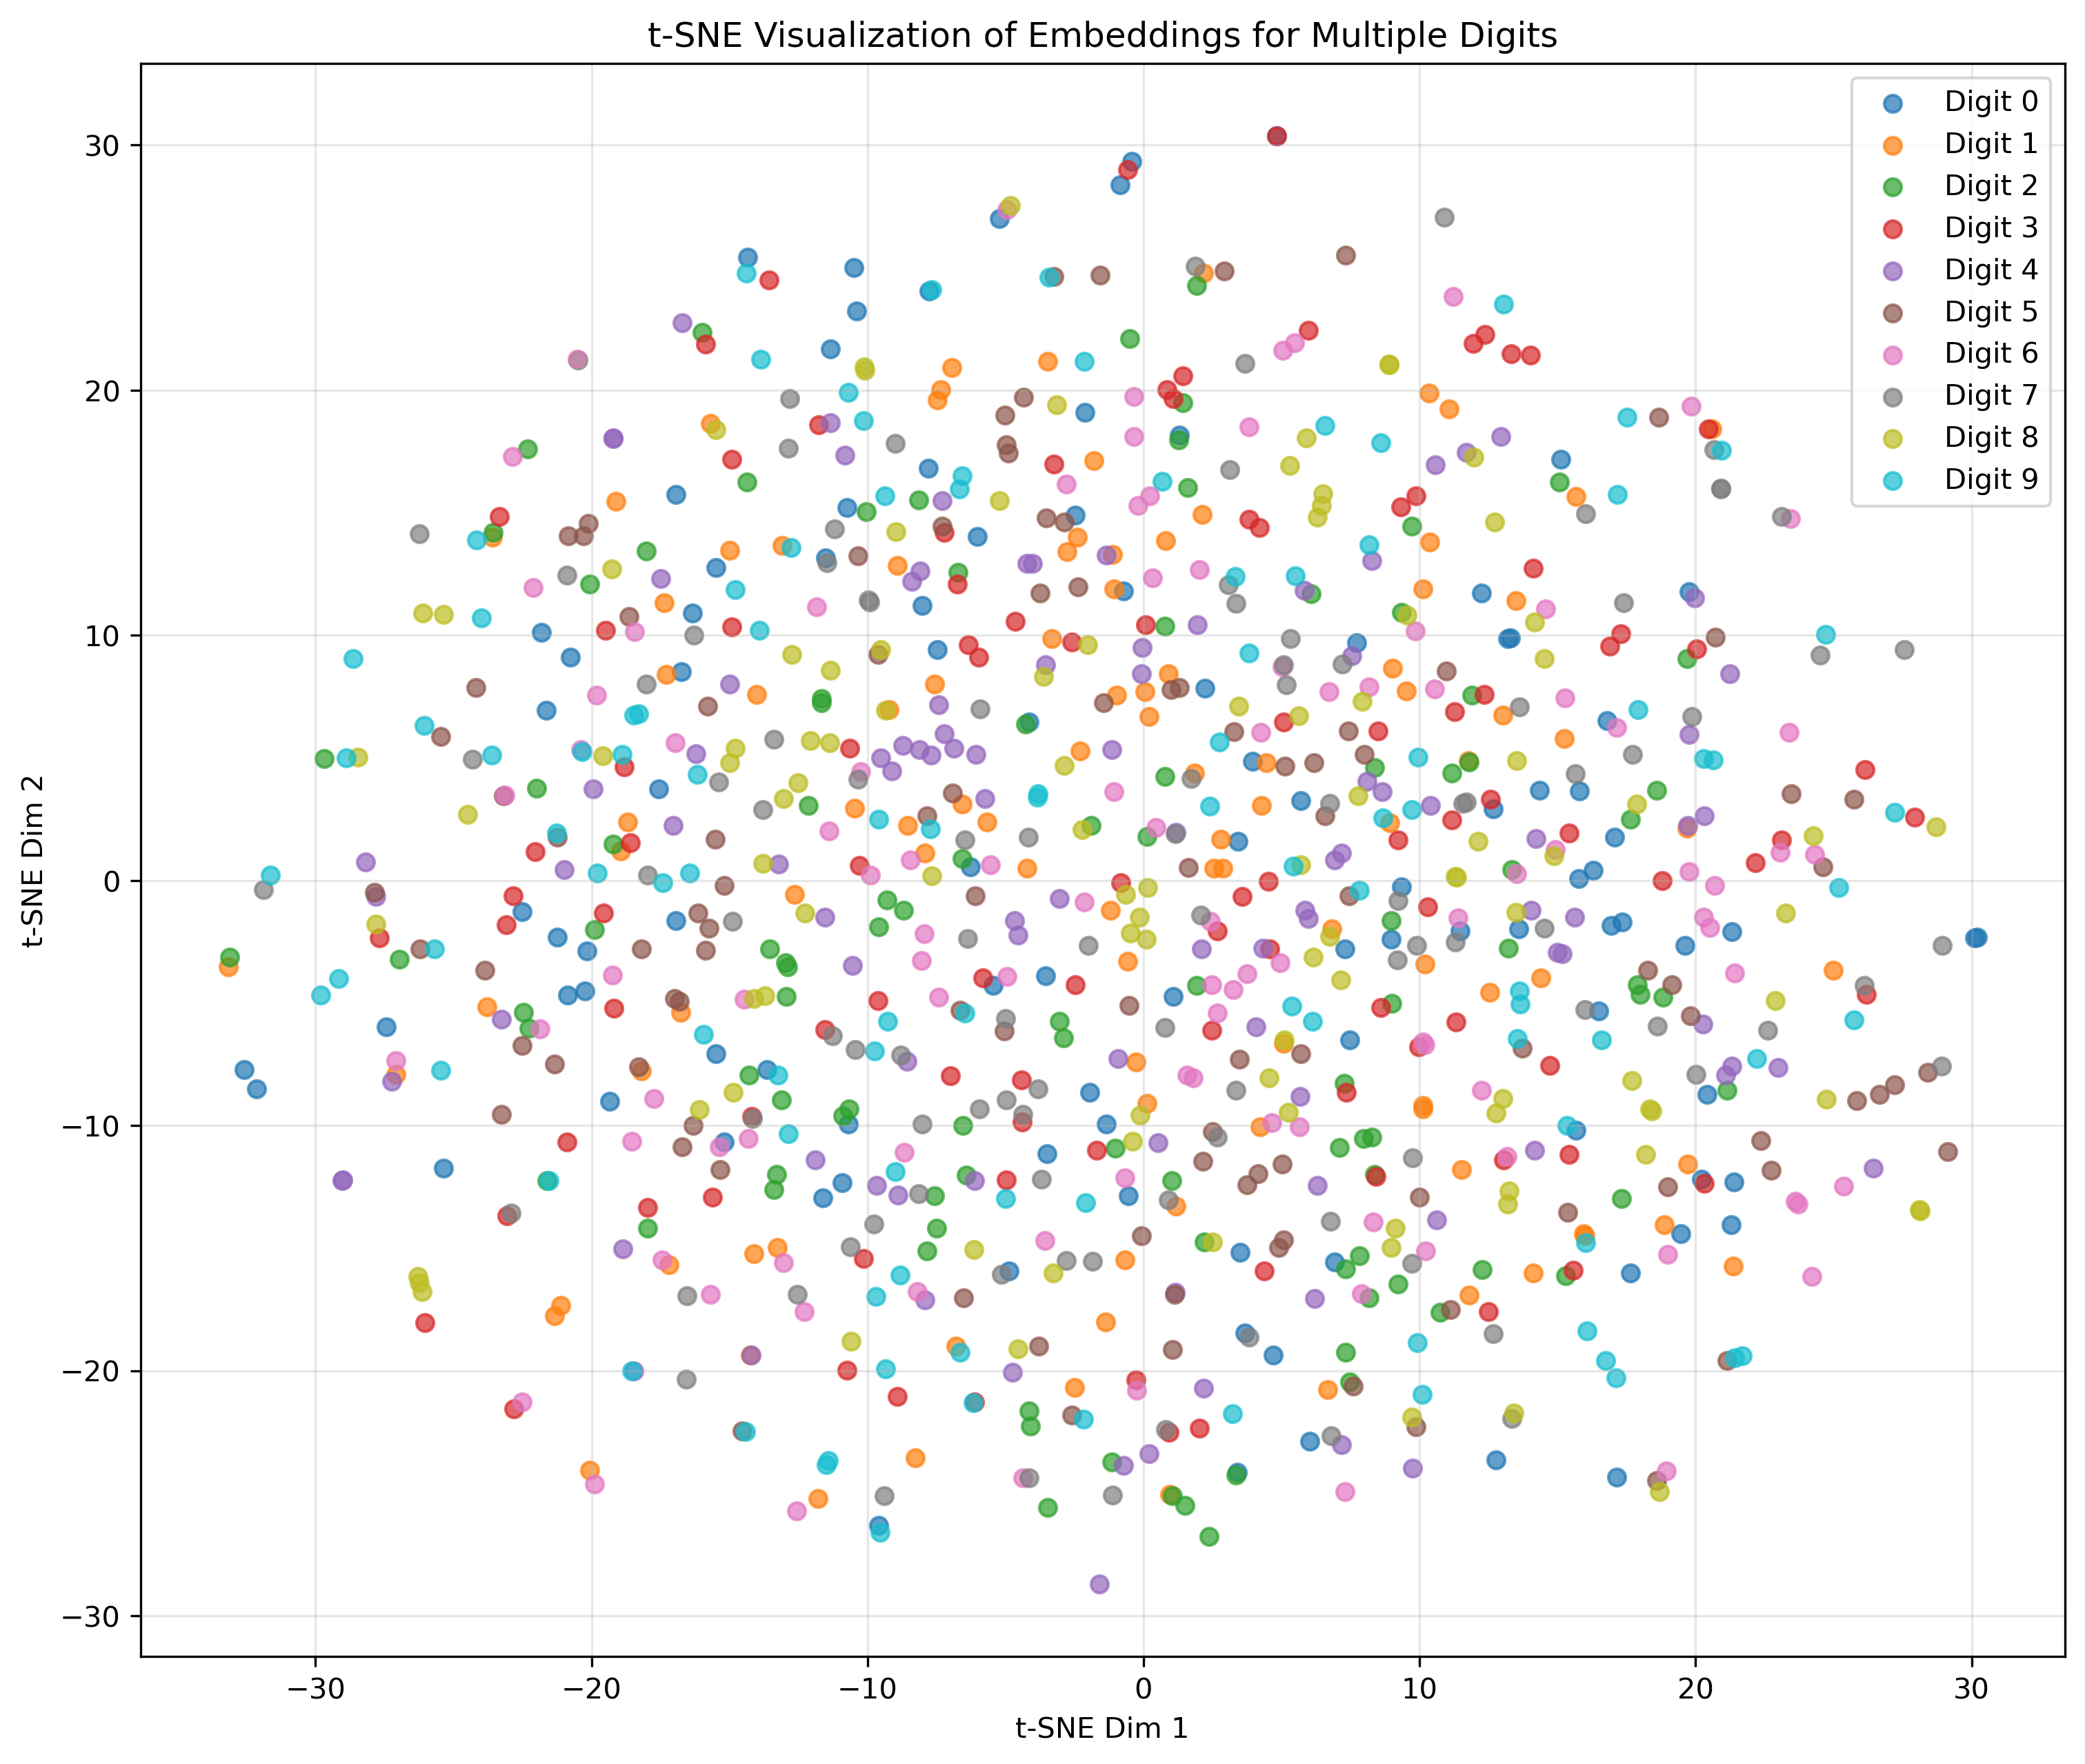 t-SNE Visualization of Embeddings for Multiple Digits
Digit 0
Digit 1
Digit 2
Digit 3
Digit 4
Digit 5
Digit 6
Digit 7
Digit 8
Digit 9
30
20
10
0
−10
−20
−30
t-SNE Dim 2
−30
−20
−10
0
10
20
30
t-SNE Dim 1